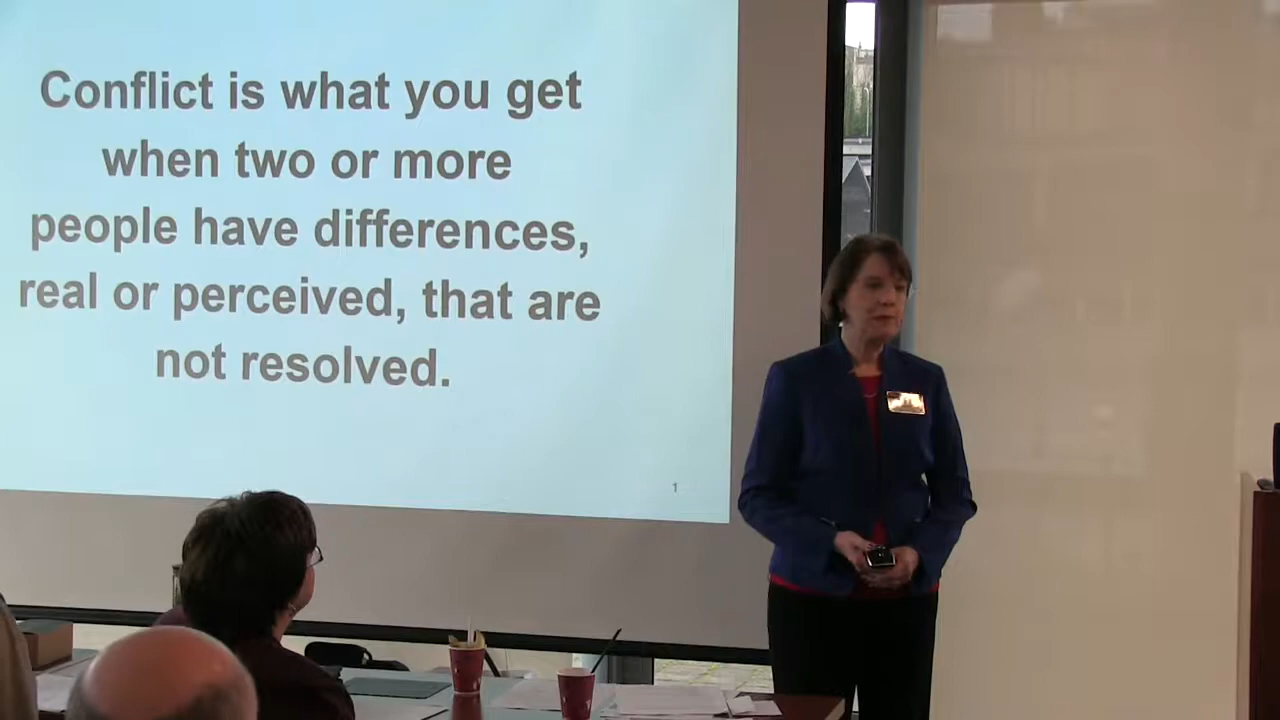 Conflict is what you get
when two or more
people have differences,
real or perceived, that are
not resolved.
1